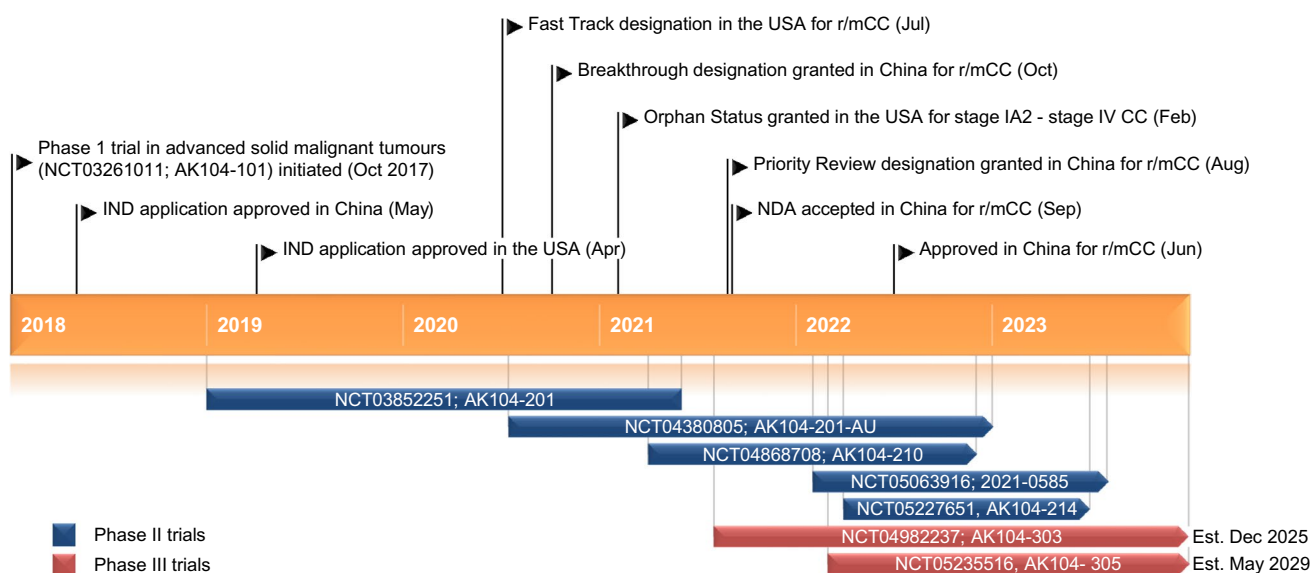 Fast Track designation in the USA for r/mCC (Jul)
Breakthrough designation granted in China for r/mCC (Oct)
Orphan Status granted in the USA for stage IA2 - stage IV CC (Feb)
Phase 1 trial in advanced solid malignant tumours
(NCT03261011; AK104-101) initiated (Oct 2017)
Priority Review designation granted in China for r/mCC (Aug)
IND application approved in China (May)
NDA accepted in China for r/mCC (Sep)
IND application approved in the USA (Apr)
Approved in China for r/mCC (Jun)
2018 2019 2020 2021 2022 2023
NCT03852251; AK104-201
NCT04380805; AK104-201-AU
NCT04868708; AK104-210
NCT05063916; 2021-0585
NCT05227651, AK104-214
Phase II trials
NCT04982237; AK104-303 Est. Dec 2025
Phase III trials
NCT05235516, AK104- 305 Est. May 2029